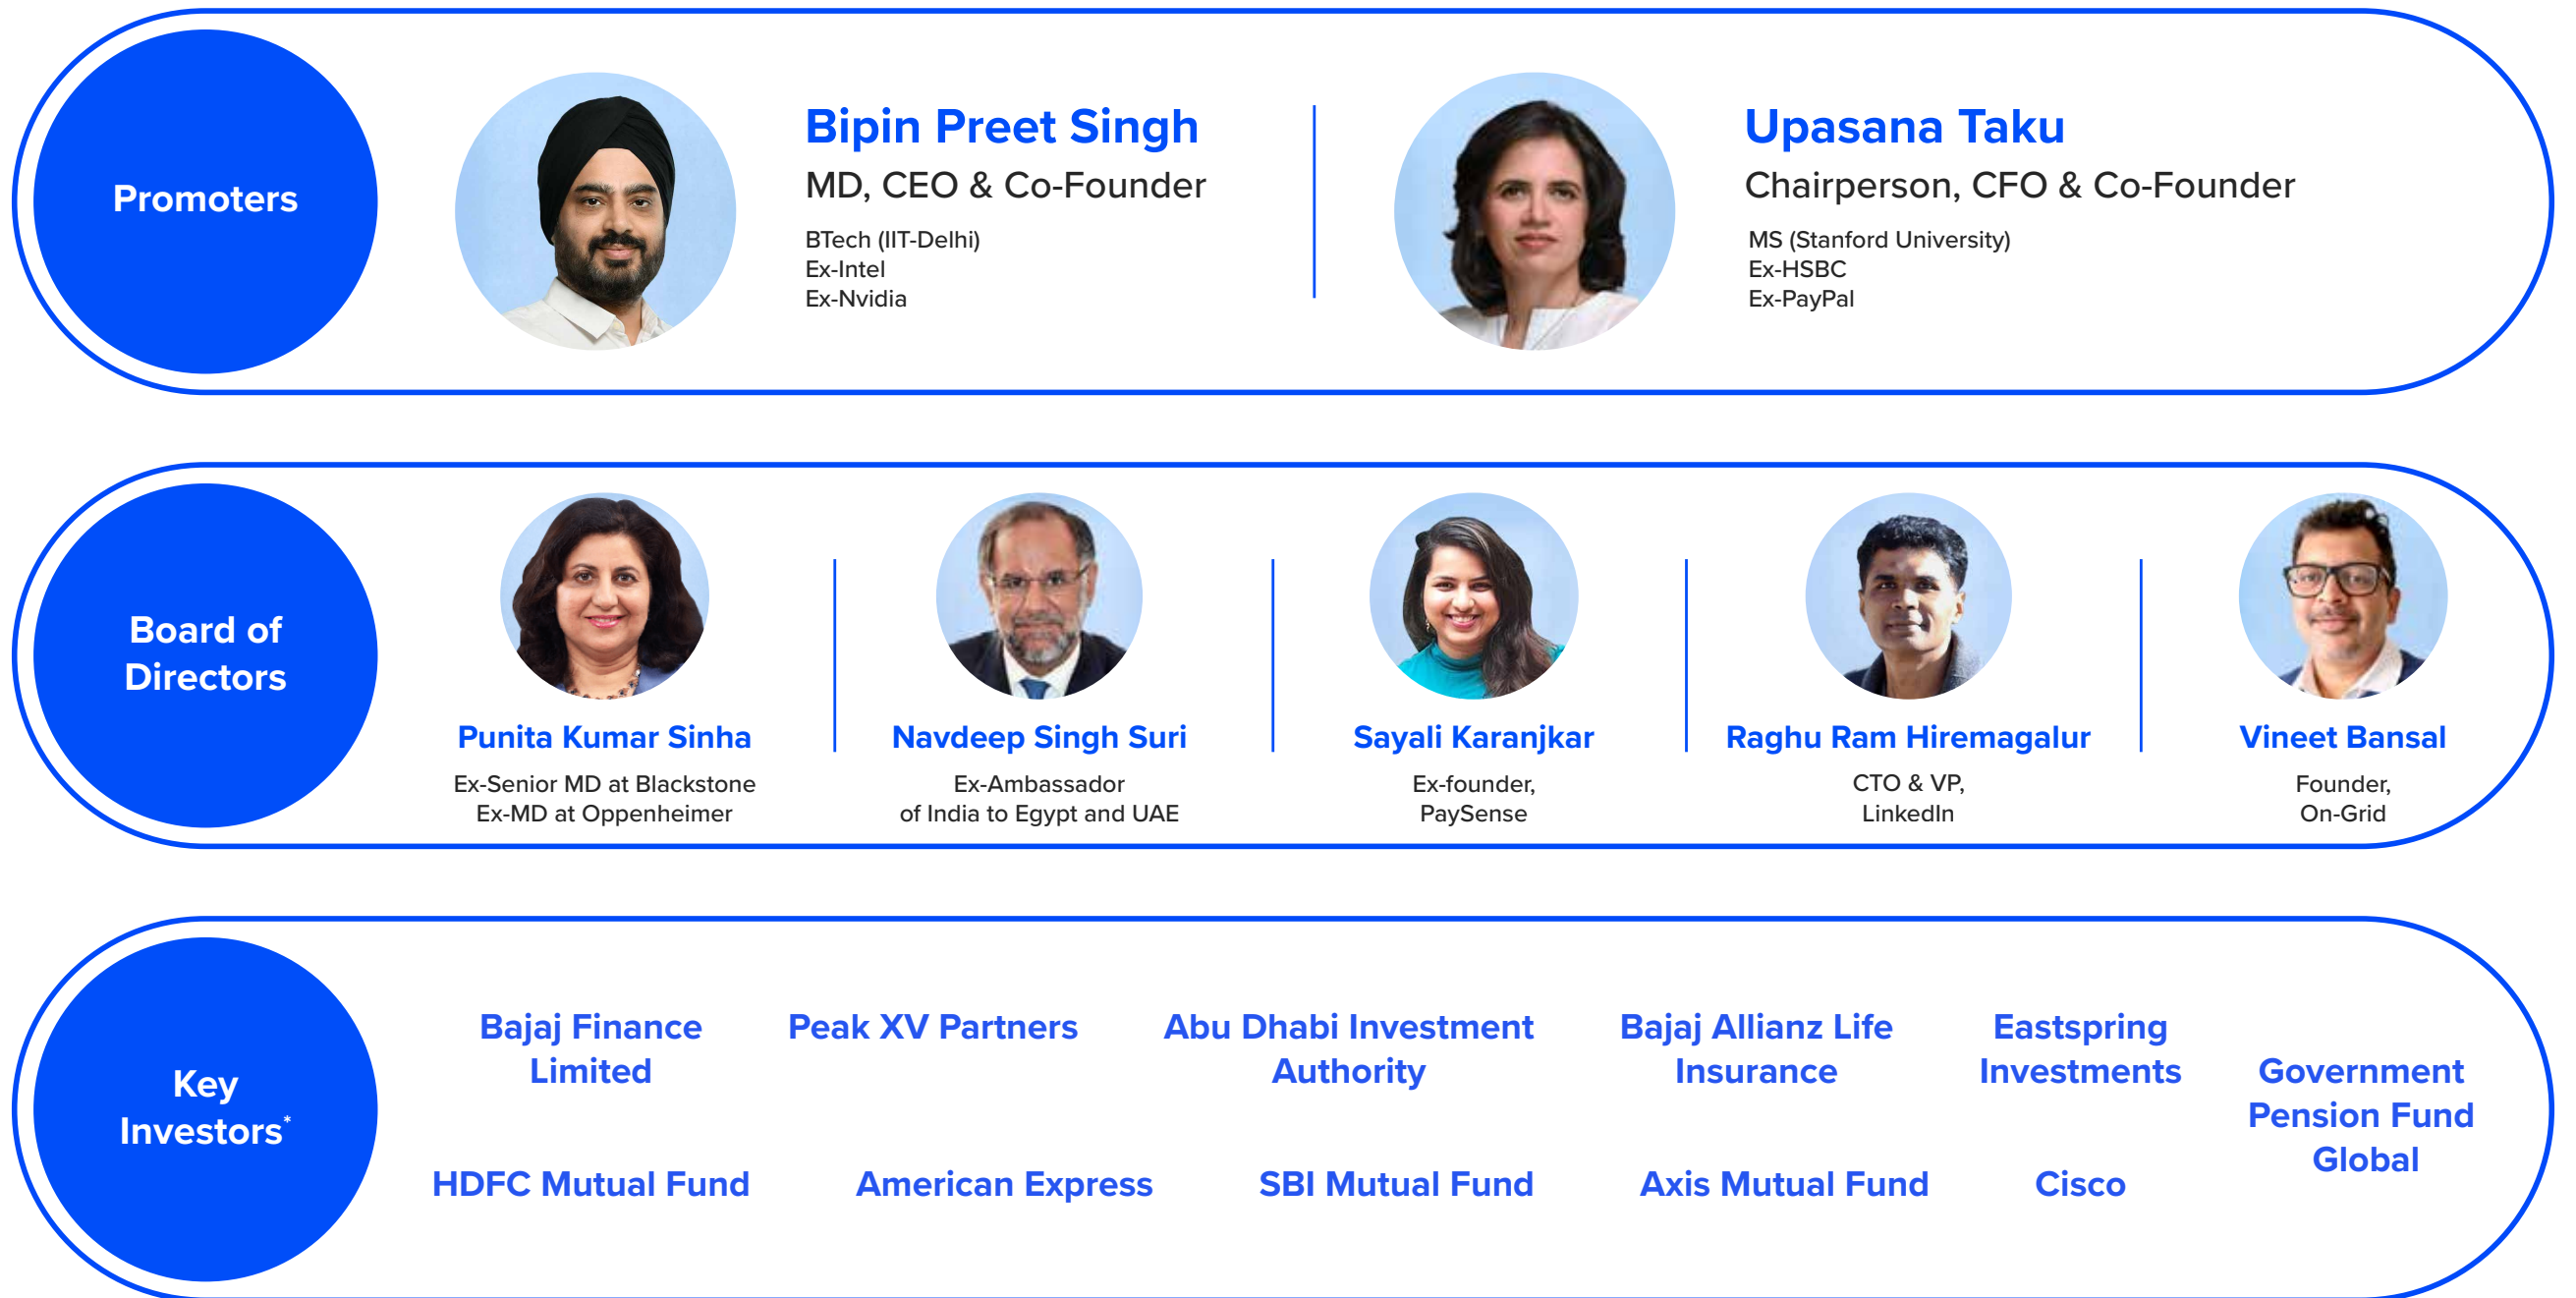 Promoters
Bipin Preet Singh
MD, CEO & Co-Founder
BTech (IIT-Delhi)
Ex-Intel
Ex-Nvidia
Upasana Taku
Chairperson, CFO & Co-Founder
MS (Stanford University)
Ex-HSBC
Ex-PayPal
Board of
Directors
Punita Kumar Sinha
Ex-Senior MD at Blackstone
Ex-MD at Oppenheimer
Navdeep Singh Suri
Ex-Ambassador
of India to Egypt and UAE
Sayali Karanjkar
Ex-founder,
PaySense
Raghu Ram Hiremagalur
CTO & VP,
LinkedIn
Vineet Bansal
Founder,
On-Grid
Key
Investors*
Bajaj Finance
Limited
Peak XV Partners
Abu Dhabi Investment
Authority
Bajaj Allianz Life
Insurance
Eastspring
Investments
Government
Pension Fund
Global
HDFC Mutual Fund
American Express
SBI Mutual Fund
Axis Mutual Fund
Cisco